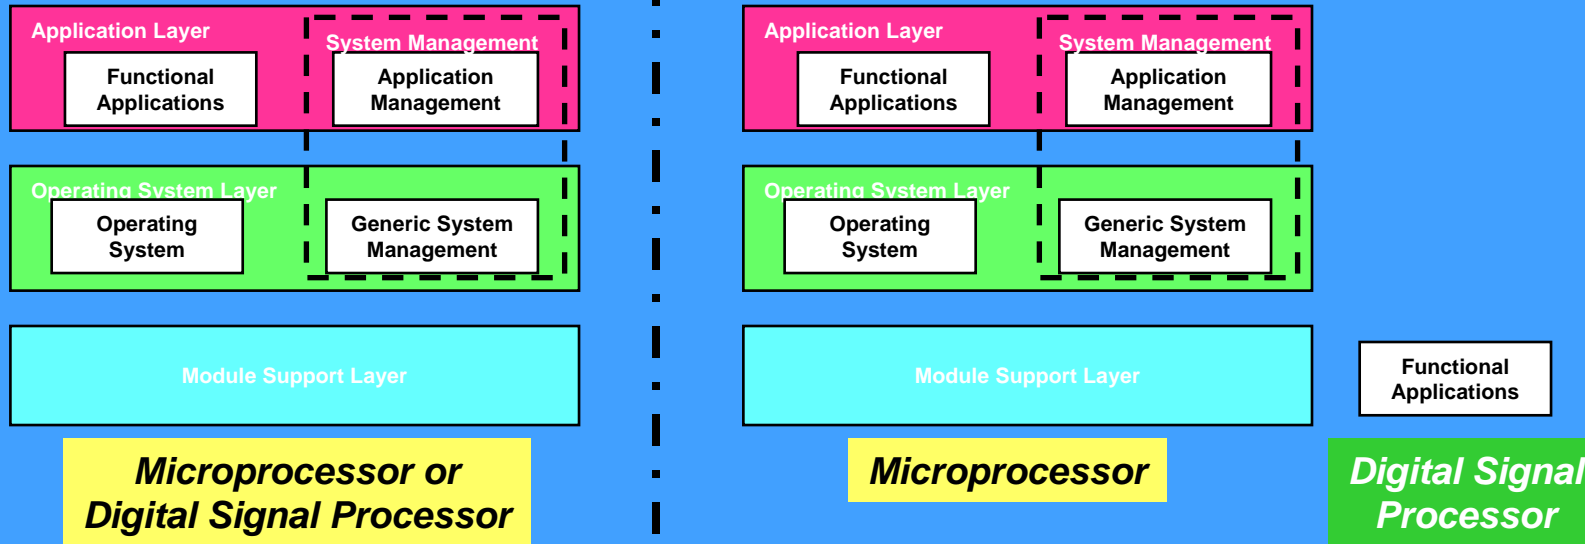 Application Layer
System Management
Functional
Applications
Application
Management
Operating System Layer
Operating
System
Generic System
Management
Module Support Layer
Microprocessor or
Digital Signal Processor
Application Layer
System Management
Functional
Applications
Application
Management
Operating System Layer
Operating
System
Generic System
Management
Module Support Layer
Microprocessor
Functional
Applications
Digital Signal
Processor